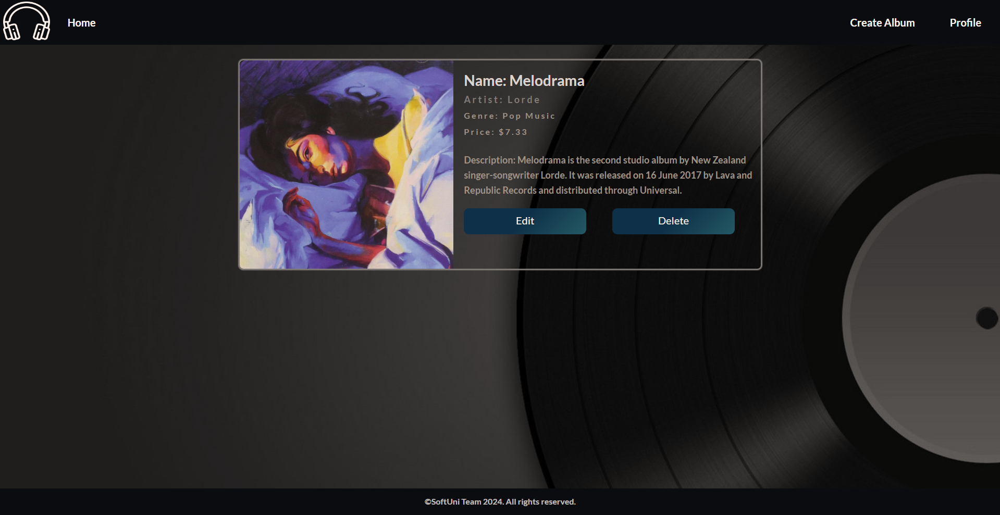 Home
Create Album
Profile
Name: Melodrama
Artist: Lorde
Genre: Pop Music
Price: $7.33
Description: Melodrama is the second studio album by New Zealand
singer-songwriter Lorde. It was released on 16 June 2017 by Lava and
Republic Records and distributed through Universal.
Edit
Delete
©SoftUni Team 2024. All rights reserved.